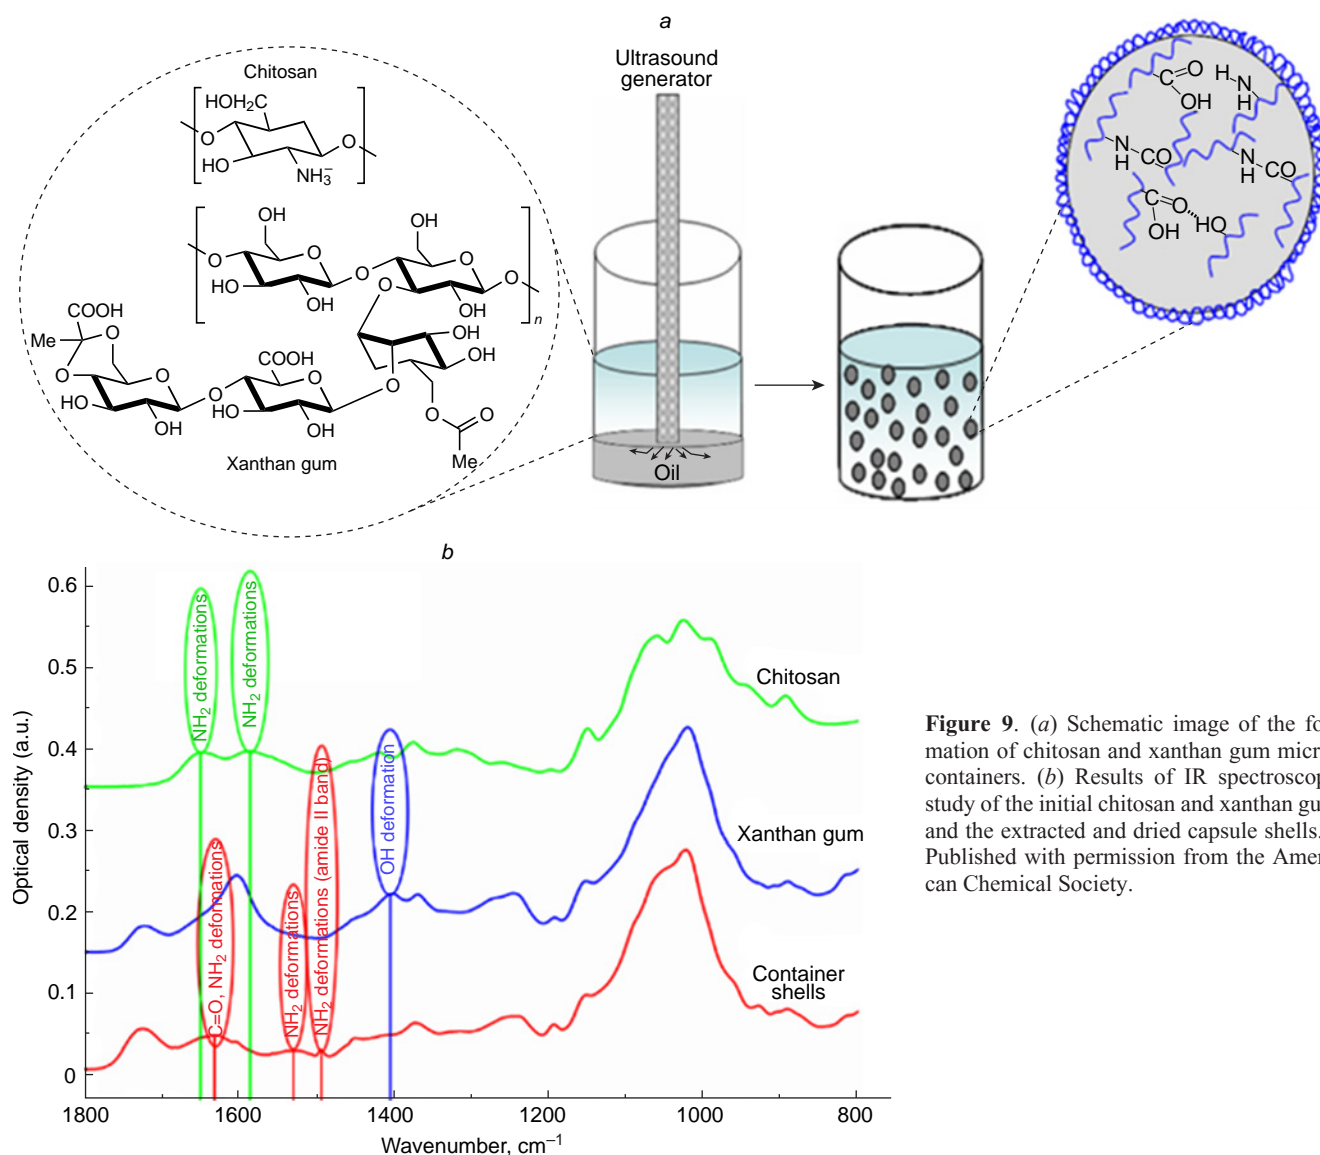 a
Chitosan
HOH2C
O
O
HO
NH3−
Ultrasound
generator
OH
OH
O
O
O
O
O
HO
OH
HO
O
OH
n
COOH
Me
O
O
O
HO
OH
O
COOH
O
HO
OH
O
OH
OH
O
O
Me
Xanthan gum
Oil
C
O
OH
H
N
H
N
H
CO
N
H
CO
C
O
OH
HO
b
Optical density (a.u.)
0.6
0.5
0.4
0.3
0.2
0.1
0
NH2 deformations
NH2 deformations
C=O, NH2 deformations
NH2 deformations
NH2 deformations (amide II band)
OH deformation
Chitosan
Xanthan gum
Container
shells
1800
1600
1400
1200
1000
800
Wavenumber, cm−1
Figure 9. (a) Schematic image of the fo
mation of chitosan and xanthan gum micr
containers. (b) Results of IR spectroscop
study of the initial chitosan and xanthan gu
and the extracted and dried capsule shells.
Published with permission from the Amer
can Chemical Society.